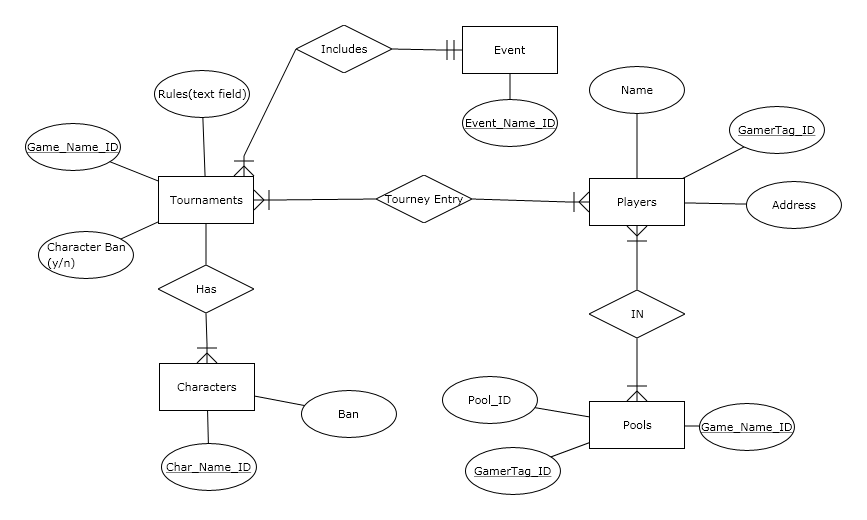 Includes
Event
Rules(text field)
Name
Event_Name_ID
GamerTag_ID
Game_Name_ID
Tournaments
Tourney Entry
Players
Address
Character Ban
(y/n)
Has
IN
Characters
Ban
Pool_ID
Pools
Game_Name_ID
Char_Name_ID
GamerTag_ID